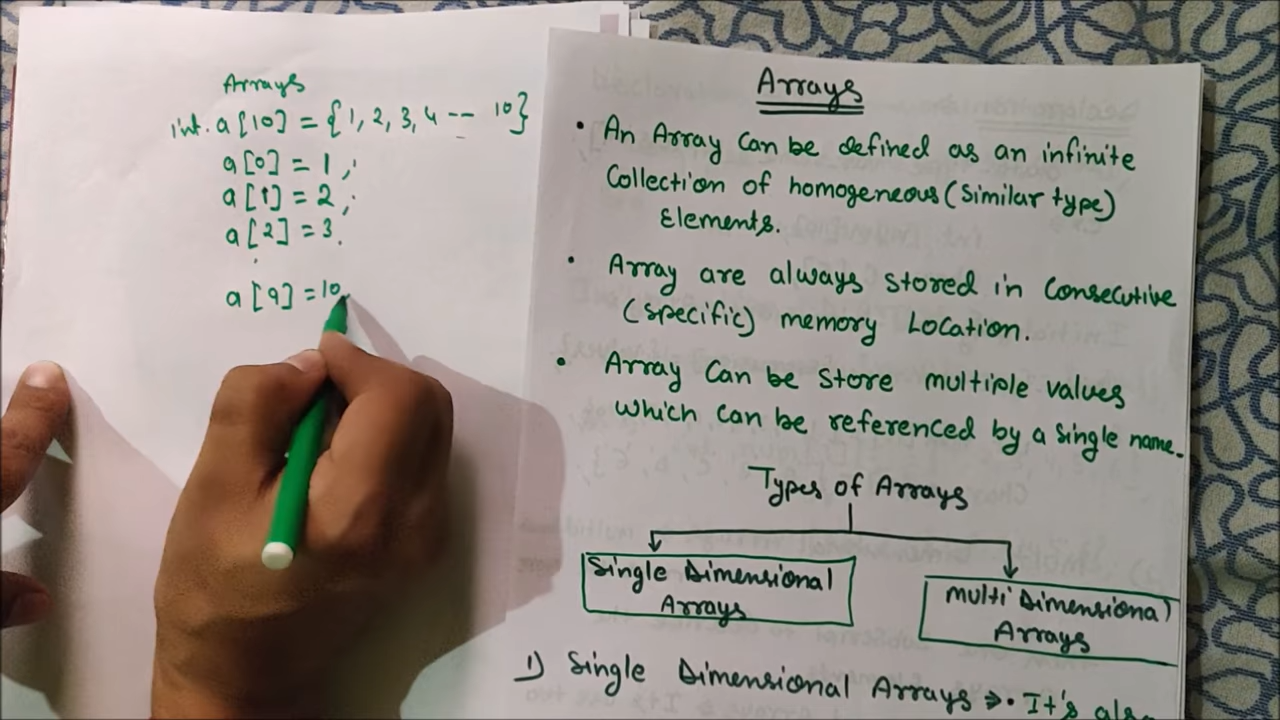 Arrays
int. a[10] = {1, 2, 3, 4 -- 10}
a[0] = 1;
a[1] = 2;
a[2] = 3.
a[9] = 10
Arrays
• An Array Can be defined as an infinite
Collection of homogeneous (Similar type)
Elements.
• Array are always stored in Consecutive
(specific) memory Location.
• Array Can be Store multiple values
which can be referenced by a Single name.
Types of Arrays
Single Dimensional
Arrays
Multi Dimensional
Arrays
1) Single Dimensional Arrays → • It's also